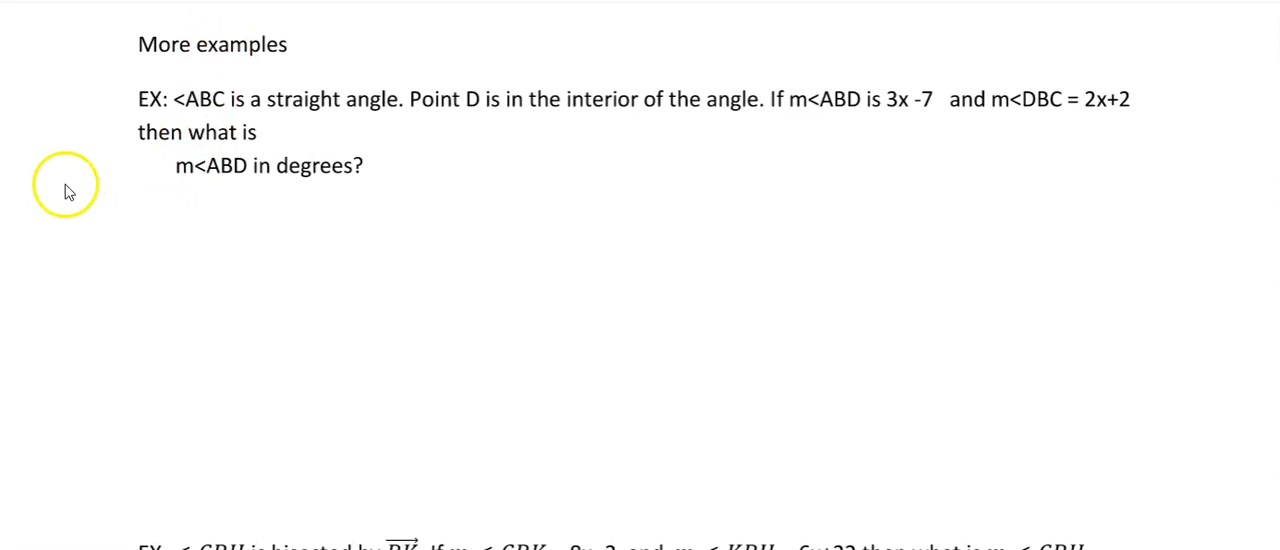 More examples
EX: <ABC is a straight angle. Point D is in the interior of the angle. If m<ABD is 3x -7 and m<DBC = 2x+2
then what is
m<ABD in degrees?